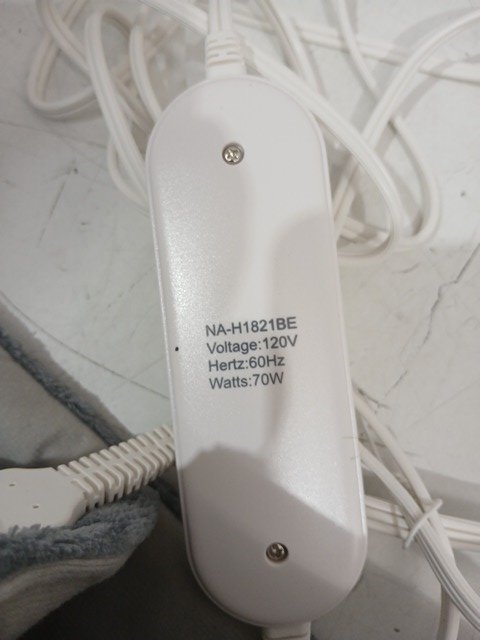 NA-H1821BE
Voltage:120V
Hertz:60Hz
Watts:70W